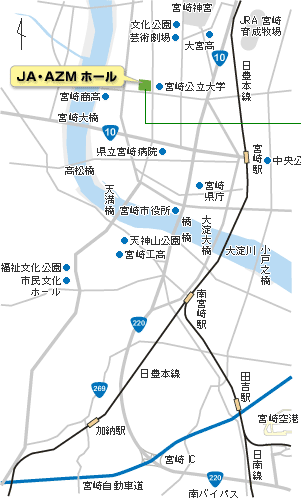 宮崎神宮
文化公園
芸術劇場
大宮高
JRA 宮崎
育成牧場
10
日豊本線
JA・AZM ホール
宮崎公立大学
宮崎商高
宮崎大橋
10
県立宮崎病院
宮崎駅
中央公
高松橋
天満橋
宮崎県庁
宮崎市役所
橘橋
大淀大橋
天神山公園
宮崎工高
大淀川
小戸之橋
福祉文化公園
市民文化
ホール
南宮崎駅
220
日豊本線
269
田吉駅
宮崎空港
加納駅
宮崎 IC
日南線
宮崎自動車道
220
南バイパス